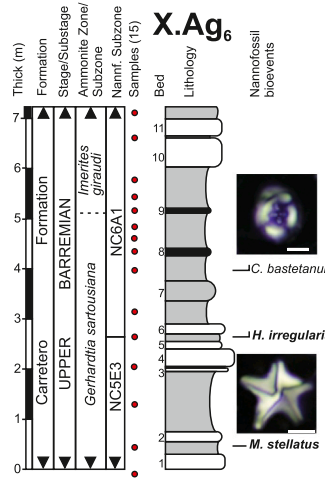 X.Ag6
Thick (m)
Formation
Stage/Substage
Ammonite Zone/
Subzone
Nannf. Subzone
Samples (15)
Bed
Lithology
Nannofossil
bioevents
7
6
5
4
3
2
1
0
Carretero Formation
UPPER BARREMIAN
Imerites
giraudi
Gerhardtia sartousiana
NC6A1
NC5E3
11
10
9
8
7
6
5
4
3
2
1
C. bastetanum
H. irregularis
M. stellatus